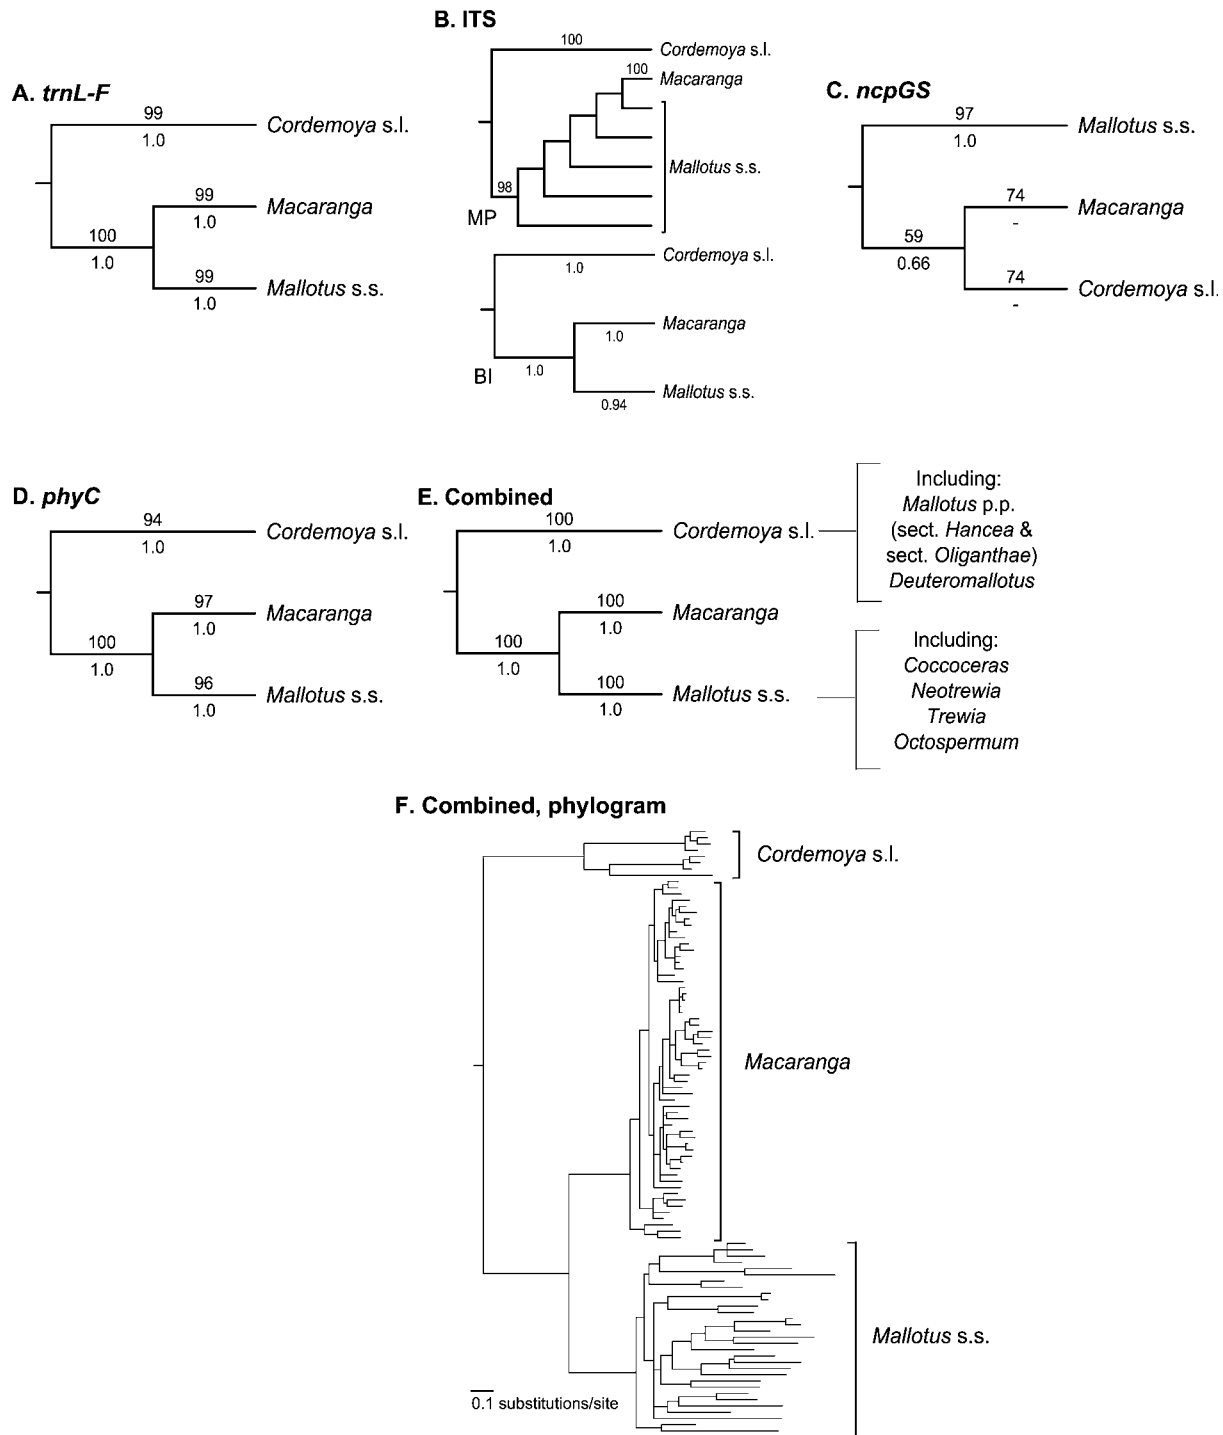 A. trnL-F
99
Cordemoya s.l.
1.0
99
Macaranga
1.0
100
1.0
99
Mallotus s.s.
1.0
B. ITS
100
Cordemoya s.l.
100
Macaranga
Mallotus s.s.
98
MP
Cordemoya s.l.
1.0
Macaranga
1.0
1.0
BI
Mallotus s.s.
0.94
C. ncpGS
97
Mallotus s.s.
1.0
74
Macaranga
-
59
0.66
74
Cordemoya s.l.
-
D. phyC
94
Cordemoya s.l.
1.0
97
Macaranga
1.0
100
1.0
96
Mallotus s.s.
1.0
E. Combined
100
Cordemoya s.l.
1.0
100
Macaranga
1.0
100
1.0
100
Mallotus s.s.
1.0
Including:
Mallotus p.p.
(sect. Hancea &
sect. Oliganthae)
Deuteromallotus
Including:
Coccoceras
Neotrewia
Trewia
Octospermum
F. Combined, phylogram
Cordemoya s.l.
Macaranga
Mallotus s.s.
0.1 substitutions/site